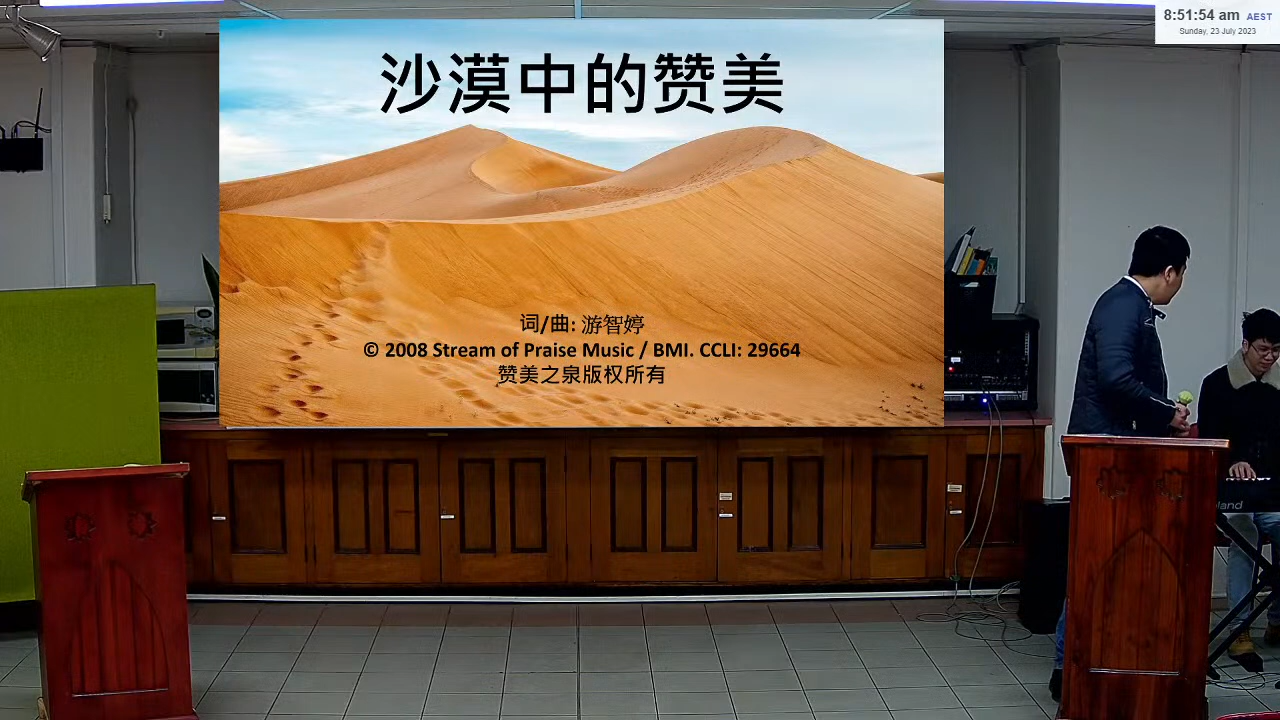 8:51:54 am AEST
Sunday, 23 July 2023
沙漠中的赞美
词/曲: 游智婷
© 2008 Stream of Praise Music / BMI. CCLI: 29664
赞美之泉版权所有
land